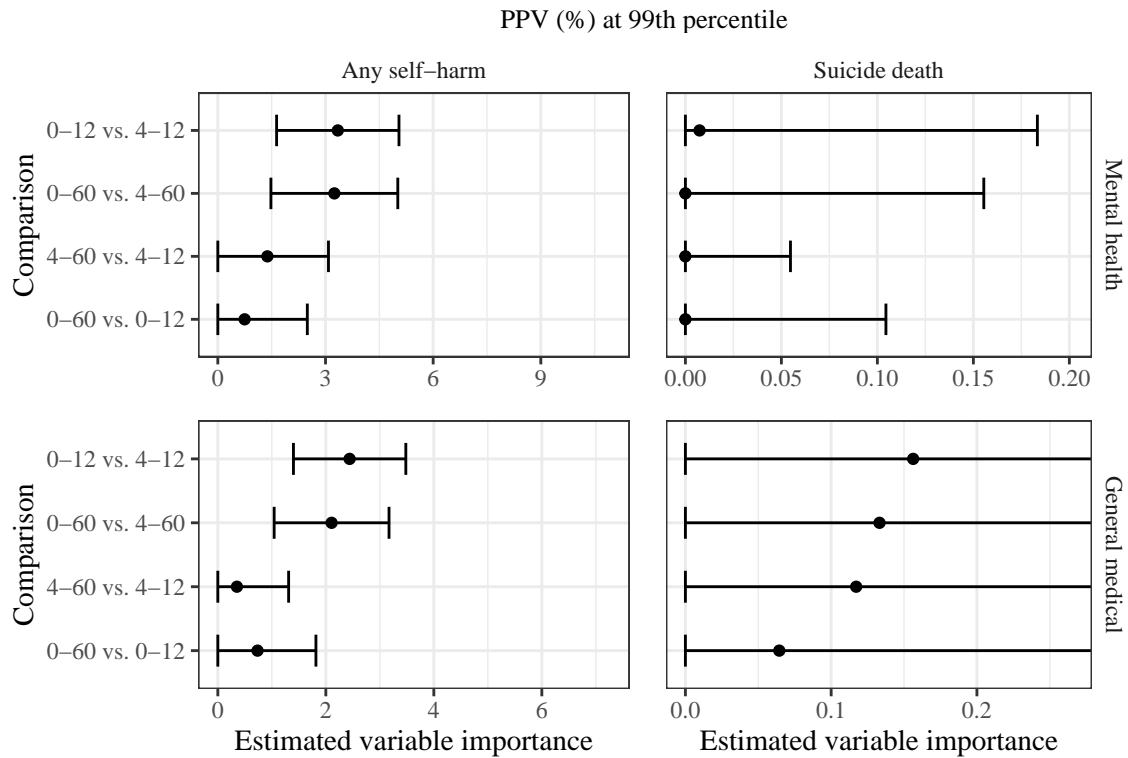 PPV (%) at 99th percentile
Any self−harm
Suicide death
Comparison
0−12 vs. 4−12
0−60 vs. 4−60
4−60 vs. 4−12
0−60 vs. 0−12
Mental health
0 3 6 9
0.00 0.05 0.10 0.15 0.20
Comparison
0−12 vs. 4−12
0−60 vs. 4−60
4−60 vs. 4−12
0−60 vs. 0−12
General medical
0 2 4 6
0.0 0.1 0.2
Estimated variable importance
Estimated variable importance